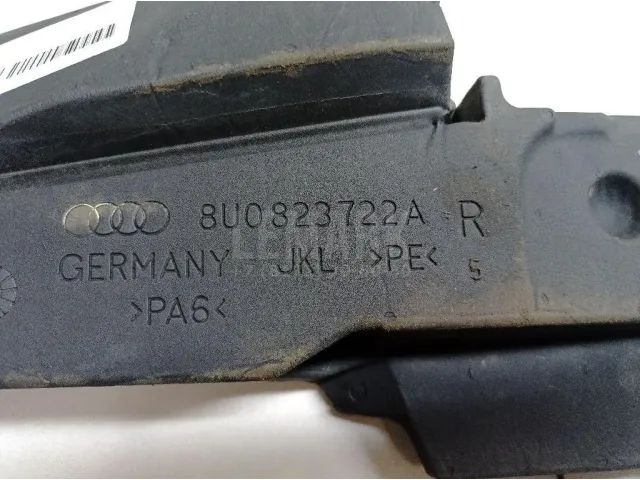 8U0823722A R
GERMANY JKL >PE< 5
>PA6<